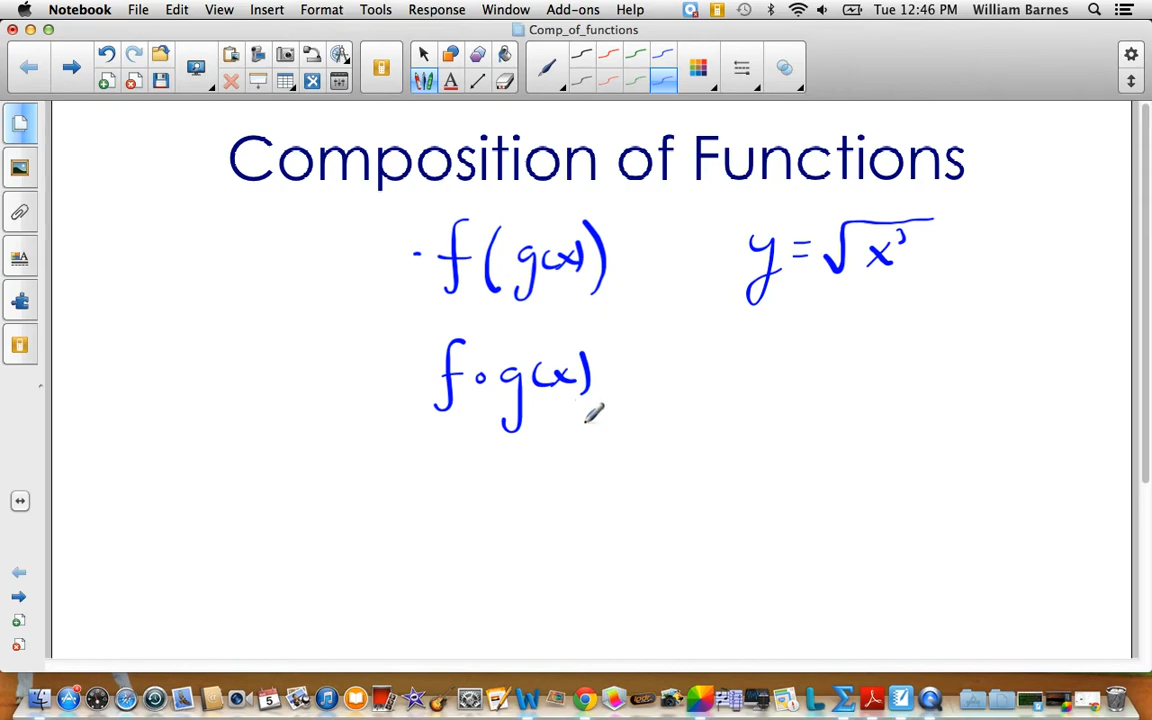 Notebook File Edit View Insert Format Tools Response Window Add-ons Help Tue 12:46 PM William Barnes
Comp_of_functions
Composition of Functions
· f(g(x)) y = √x³
f∘g(x)